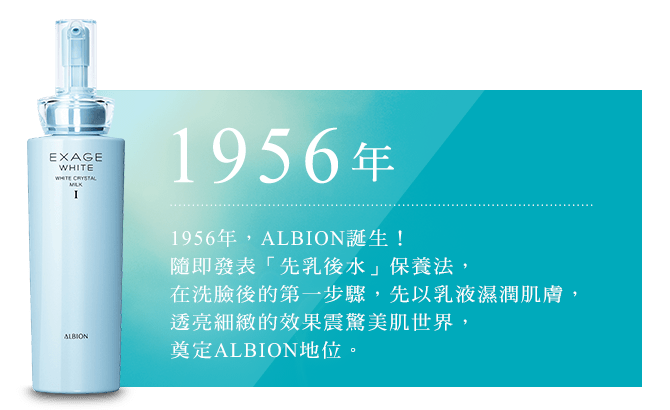 EXAGE
WHITE
WHITE CRYSTAL
MILK
I
ALBION
1956年
1956年，ALBION誕生！
隨即發表「先乳後水」保養法，
在洗臉後的第一步驟，先以乳液濕潤肌膚，
透亮細緻的效果震驚美肌世界，
奠定ALBION地位。